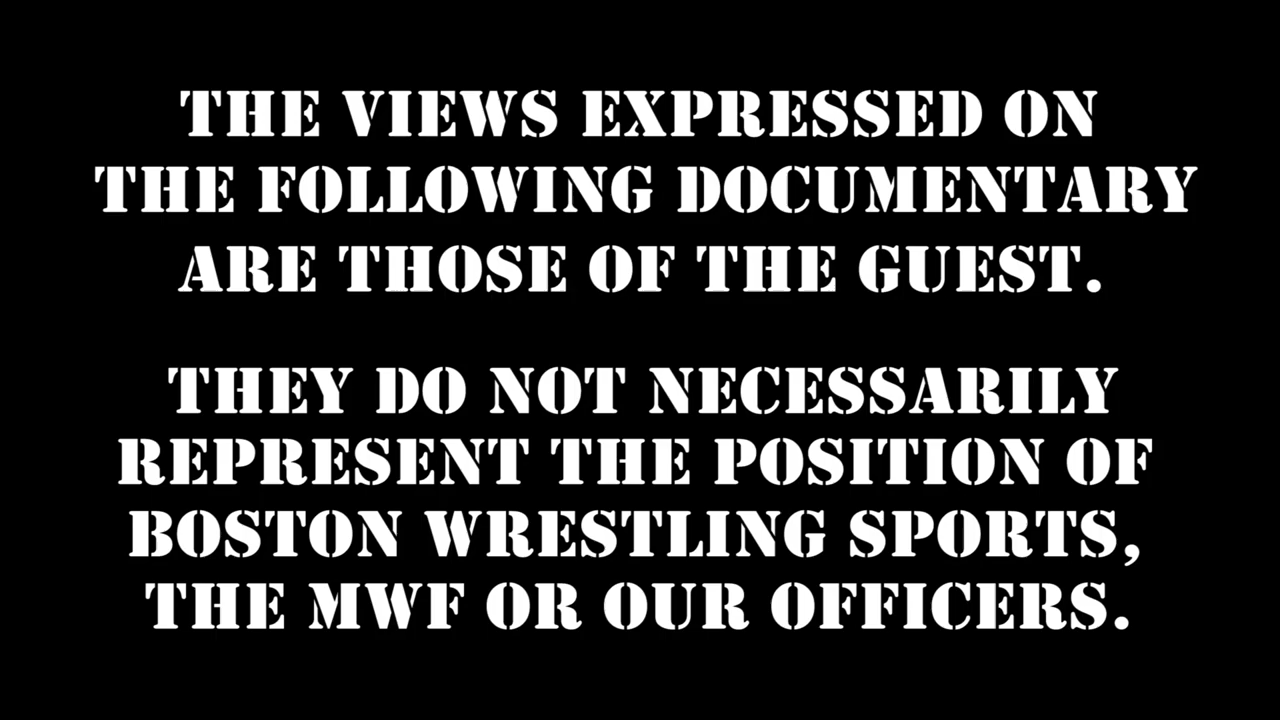 THE VIEWS EXPRESSED ON
THE FOLLOWING DOCUMENTARY
ARE THOSE OF THE GUEST.
THEY DO NOT NECESSARILY
REPRESENT THE POSITION OF
BOSTON WRESTLING SPORTS,
THE MWF OR OUR OFFICERS.